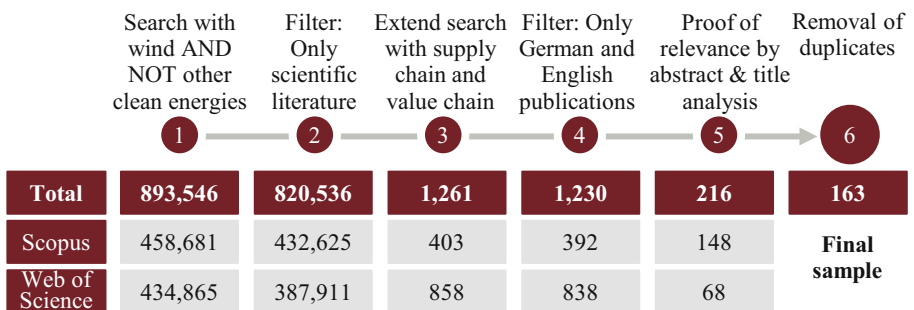 Search with
wind AND
NOT other
clean energies
Filter:
Only
scientific
literature
Extend search
with supply
chain and
value chain
Filter: Only
German and
English
publications
Proof of
relevance by
abstract & title
analysis
Removal of
duplicates
1 2 3 4 5 6
Total 893,546 820,536 1,261 1,230 216 163
Scopus 458,681 432,625 403 392 148
Web of
Science 434,865 387,911 858 838 68
Final
sample